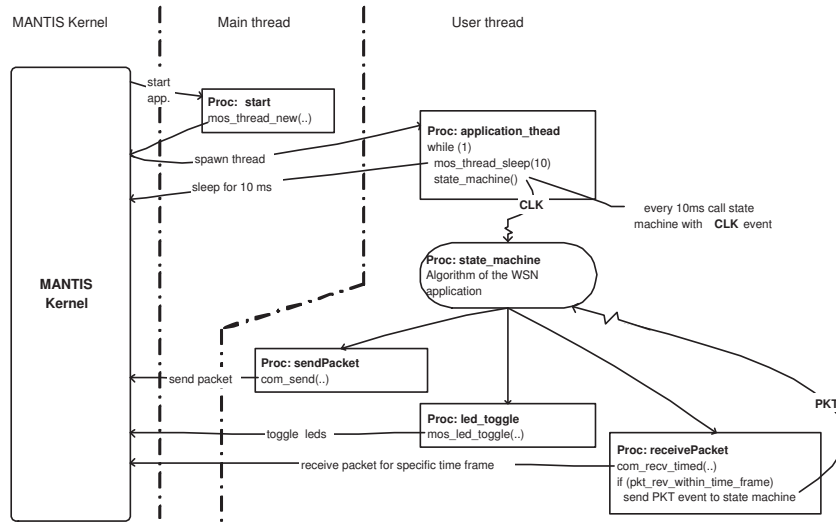 MANTIS Kernel
Main thread
User thread
start
app.
Proc: start
mos_thread_new(..)
spawn thread
sleep for 10 ms
Proc: application_thead
while (1)
mos_thread_sleep(10)
state_machine()
CLK
every 10ms call state
machine with CLK event
MANTIS
Kernel
Proc: state_machine
Algorithm of the WSN
application
Proc: sendPacket
com_send(..)
send packet
PKT
Proc: led_toggle
mos_led_toggle(..)
toggle leds
Proc: receivePacket
com_recv_timed(..)
if (pkt_rev_within_time_frame)
send PKT event to state machine
receive packet for specific time frame